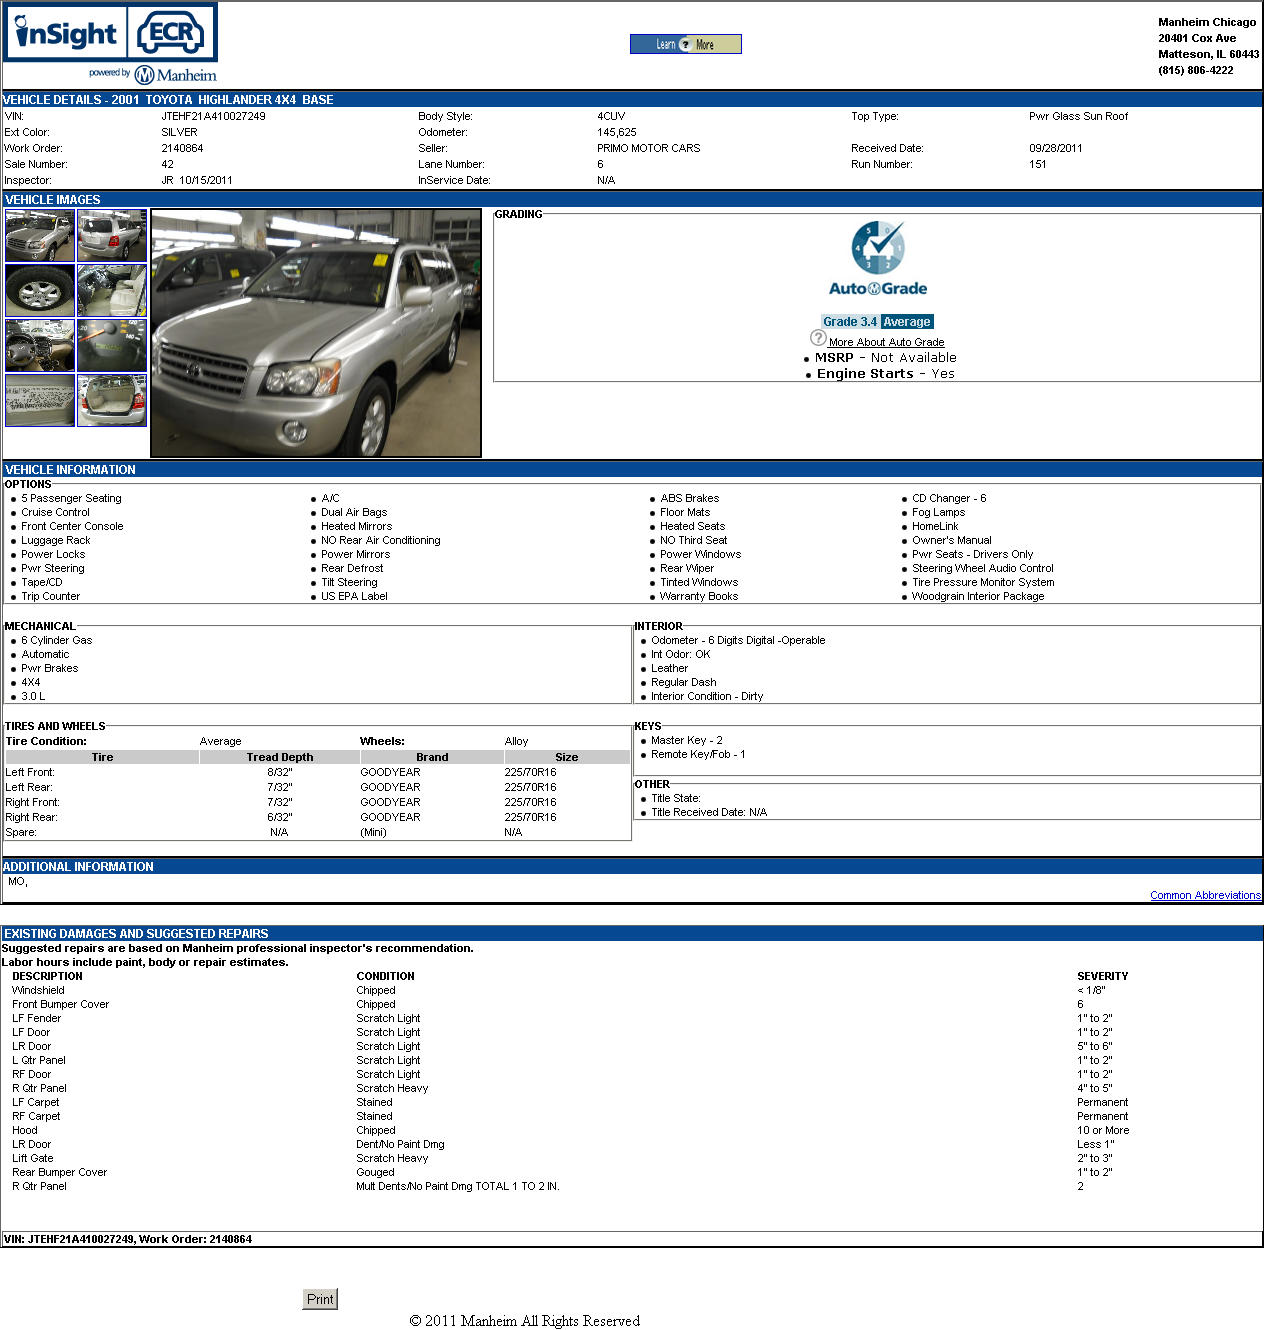 inSight ECR
powered by Manheim
Learn ? More
Manheim Chicago
20401 Cox Ave
Matteson, IL 60443
(815) 806-4222
VEHICLE DETAILS - 2001 TOYOTA HIGHLANDER 4X4 BASE
VIN: JTEHF21A410027249 Body Style: 4CUV Top Type: Pwr Glass Sun Roof
Ext Color: SILVER Odometer: 145,625
Work Order: 2140864 Seller: PRIMO MOTOR CARS Received Date: 09/28/2011
Sale Number: 42 Lane Number: 6 Run Number: 151
Inspector: JR 10/15/2011 InService Date: N/A
VEHICLE IMAGES
GRADING
5 0 4 1 3 2
AutoGrade
Grade 3.4 Average
? More About Auto Grade
• MSRP - Not Available
• Engine Starts - Yes
VEHICLE INFORMATION
OPTIONS
• 5 Passenger Seating • A/C • ABS Brakes • CD Changer - 6
• Cruise Control • Dual Air Bags • Floor Mats • Fog Lamps
• Front Center Console • Heated Mirrors • Heated Seats • HomeLink
• Luggage Rack • NO Rear Air Conditioning • NO Third Seat • Owner's Manual
• Power Locks • Power Mirrors • Power Windows • Pwr Seats - Drivers Only
• Pwr Steering • Rear Defrost • Rear Wiper • Steering Wheel Audio Control
• Tape/CD • Tilt Steering • Tinted Windows • Tire Pressure Monitor System
• Trip Counter • US EPA Label • Warranty Books • Woodgrain Interior Package
MECHANICAL
• 6 Cylinder Gas
• Automatic
• Pwr Brakes
• 4X4
• 3.0 L
INTERIOR
• Odometer - 6 Digits Digital -Operable
• Int Odor: OK
• Leather
• Regular Dash
• Interior Condition - Dirty
TIRES AND WHEELS
Tire Condition: Average Wheels: Alloy
Tire Tread Depth Brand Size
Left Front: 8/32" GOODYEAR 225/70R16
Left Rear: 7/32" GOODYEAR 225/70R16
Right Front: 7/32" GOODYEAR 225/70R16
Right Rear: 6/32" GOODYEAR 225/70R16
Spare: N/A (Mini) N/A
KEYS
• Master Key - 2
• Remote Key/Fob - 1
OTHER
• Title State:
• Title Received Date: N/A
ADDITIONAL INFORMATION
MO,
Common Abbreviations
EXISTING DAMAGES AND SUGGESTED REPAIRS
Suggested repairs are based on Manheim professional inspector's recommendation.
Labor hours include paint, body or repair estimates.
DESCRIPTION CONDITION SEVERITY
Windshield Chipped < 1/8"
Front Bumper Cover Chipped 6
LF Fender Scratch Light 1" to 2"
LF Door Scratch Light 1" to 2"
LR Door Scratch Light 5" to 6"
L Qtr Panel Scratch Light 1" to 2"
RF Door Scratch Light 1" to 2"
R Qtr Panel Scratch Heavy 4" to 5"
LF Carpet Stained Permanent
RF Carpet Stained Permanent
Hood Chipped 10 or More
LR Door Dent/No Paint Dmg Less 1"
Lift Gate Scratch Heavy 2" to 3"
Rear Bumper Cover Gouged 1" to 2"
R Qtr Panel Mult Dents/No Paint Dmg TOTAL 1 TO 2 IN. 2
VIN: JTEHF21A410027249, Work Order: 2140864
Print
© 2011 Manheim All Rights Reserved